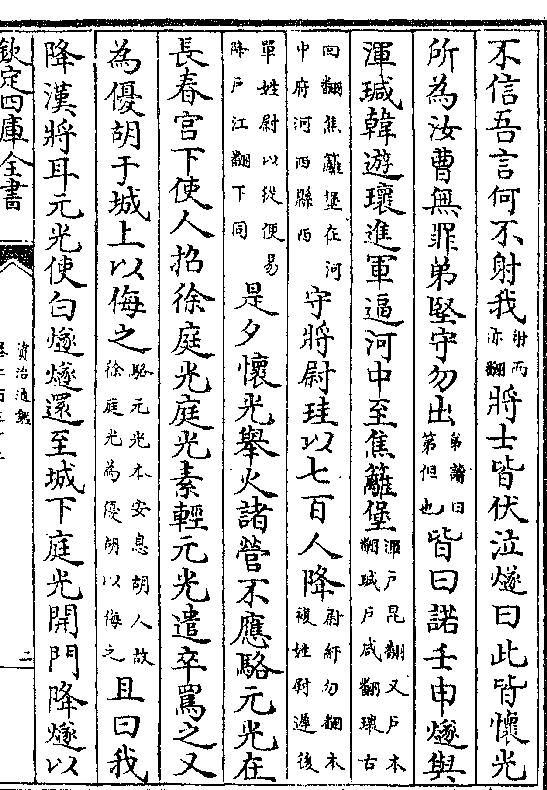 不信吾言何不射我射而亦翻將士皆伏泣燧曰此皆懷光
所為汝曹無罪弟堅守勿出弟讀曰第但也皆曰諾壬申燧與
渾瑊韓遊瓌進軍逼河中至焦籬堡渾戶昆翻又戶本翻瑊戶咸翻瓌古
回翻焦籬堡在河中府河西縣西守將尉珪以七百人降尉紆勿翻本複姓尉遲後
單姓尉以從便易降戶江翻下同是夕懷光舉火諸營不應駱元光在
長春宮下使人招徐庭光庭光素輕元光遣卒罵之又
為優胡于城上以侮之駱元光本安息胡人故徐庭光為優胡以侮之且曰我
降漢將耳元光使白燧燧還至城下庭光開門降燧以
欽定四庫全書
資治通鑑
二